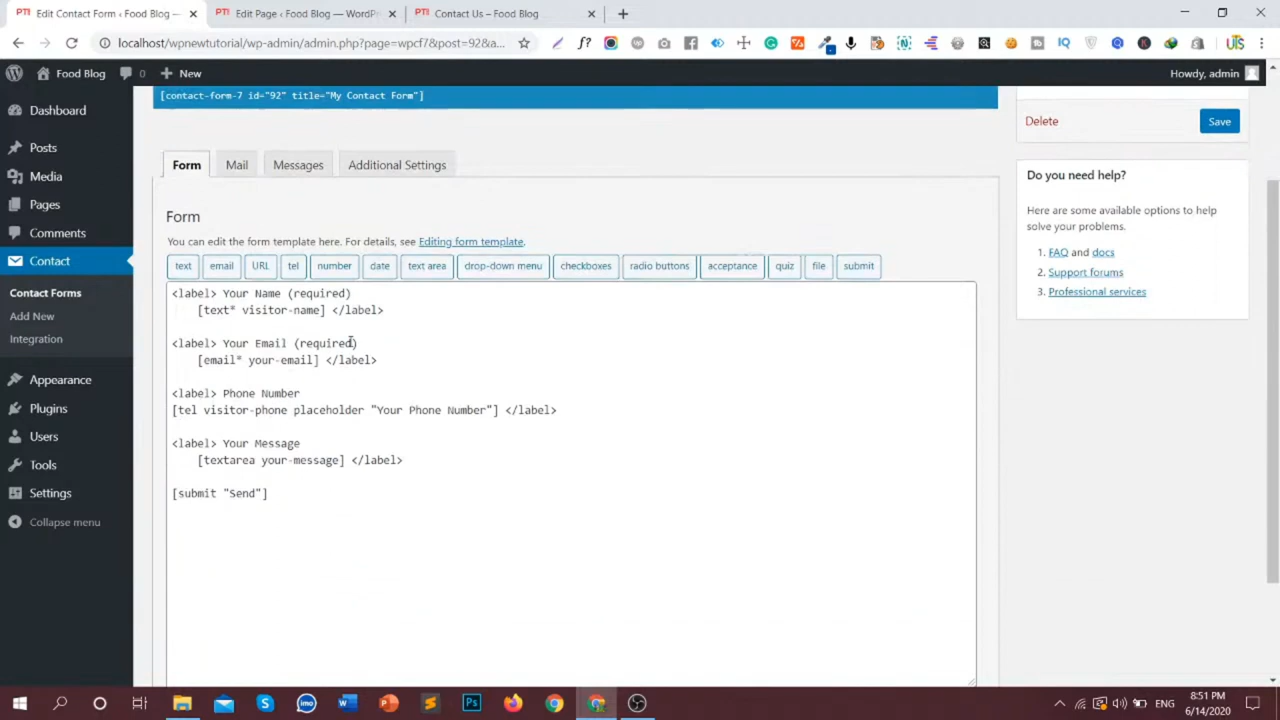 PTI Edit Contact Form ‹ Food Blog —
PTI Edit Page ‹ Food Blog — WordPr
PTI Contact Us – Food Blog
localhost/wpnewtutorial/wp-admin/admin.php?page=wpcf7&post=92&a...
Food Blog 0 New
Howdy, admin
Dashboard
Posts
Media
Pages
Comments
Contact
Contact Forms
Add New
Integration
Appearance
Plugins
Users
Tools
Settings
Collapse menu
[contact-form-7 id="92" title="My Contact Form"]
Form Mail Messages Additional Settings
Form
You can edit the form template here. For details, see Editing form template.
text email URL tel number date text area drop-down menu checkboxes radio buttons acceptance quiz file submit
<label> Your Name (required)
[text* visitor-name] </label>
<label> Your Email (required)
[email* your-email] </label>
<label> Phone Number
[tel visitor-phone placeholder "Your Phone Number"] </label>
<label> Your Message
[textarea your-message] </label>
[submit "Send"]
Delete Save
Do you need help?
Here are some available options to help
solve your problems.
1. FAQ and docs
2. Support forums
3. Professional services
ENG
8:51 PM
6/14/2020